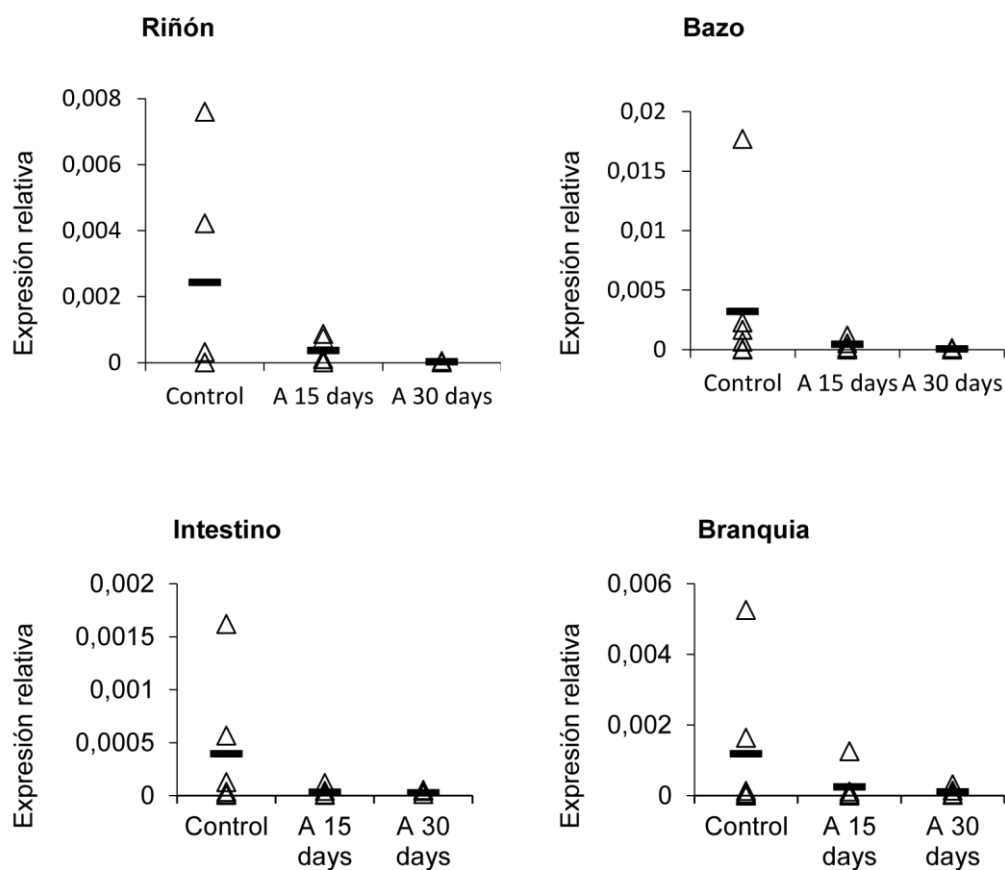 Riñón
Expresión relativa
0,008
0,006
0,004
0,002
0
Control A 15 days A 30 days
Bazo
Expresión relativa
0,02
0,015
0,01
0,005
0
Control A 15 days A 30 days
Intestino
Expresión relativa
0,002
0,0015
0,001
0,0005
0
Control A 15 A 30
days days
Branquia
Expresión relativa
0,006
0,004
0,002
0
Control A 15 A 30
days days